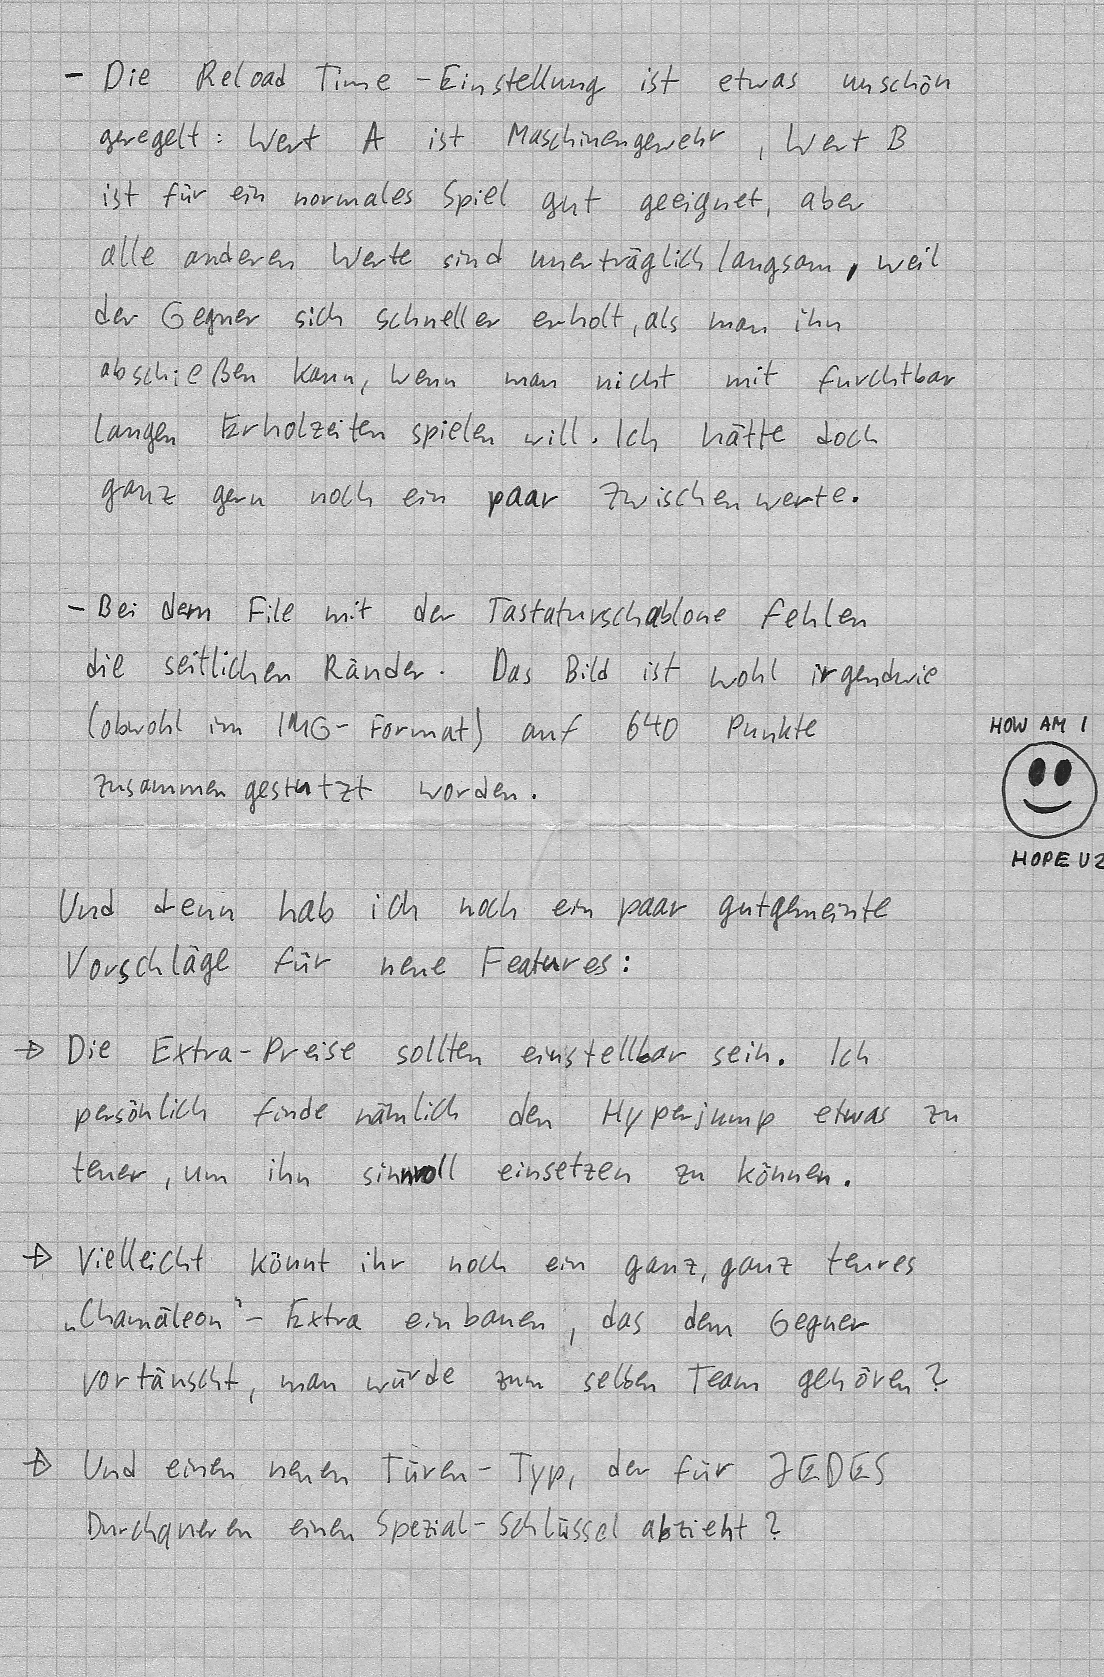 - Die Reload Time - Einstellung ist etwas unschön
geregelt: Wert A ist Maschinengewehr, Wert B
ist für ein normales Spiel gut geeignet, aber
alle anderen Werte sind unerträglich langsam, weil
der Gegner sich schneller erholt, als man ihn
abschießen kann, wenn man nicht mit furchtbar
langen Erholzeiten spielen will. Ich hätte doch
ganz gern noch ein paar Zwischenwerte.
- Bei dem File mit der Tastaturschablone fehlen
die seitlichen Ränder. Das Bild ist wohl irgendwie
(obwohl im IMG-Format) auf 640 Punkte
zusammengestutzt worden.
HOW AM I
HOPE U2
Und denn hab ich noch ein paar gutgemeinte
Vorschläge für neue Features:
→ Die Extra-Preise sollten einstellbar sein. Ich
persönlich finde nämlich den Hyperjump etwas zu
teuer, um ihn sinnvoll einsetzen zu können.
→ Vielleicht könnt ihr noch ein ganz, ganz teures
„Chamäleon"- Extra einbauen, das dem Gegner
vortäuscht, man würde zum selben Team gehören?
→ Und einen neuen Türen-Typ, der für JEDES
Durchqueren einen Spezial-Schlüssel abzieht?